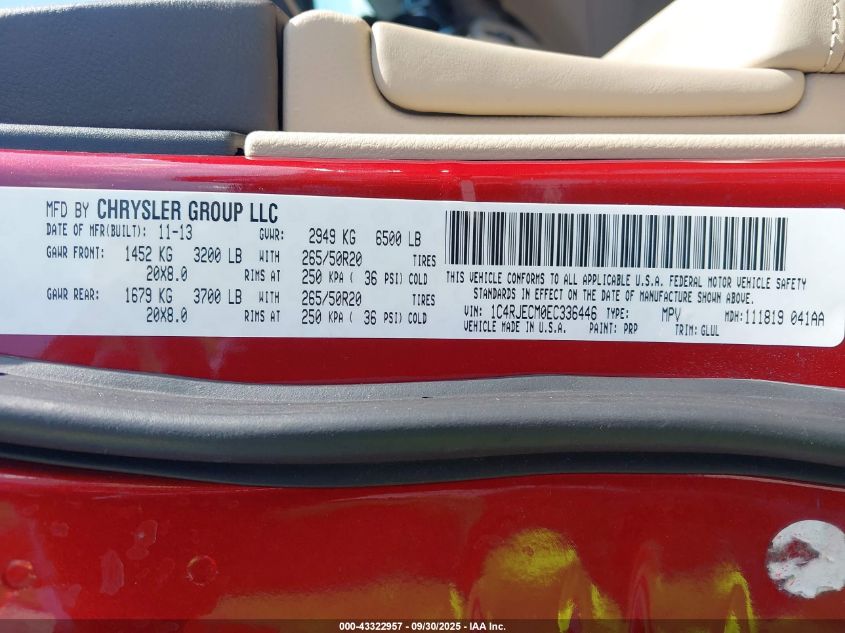 MFD BY CHRYSLER GROUP LLC
DATE OF MFR(BUILT): 11-13 GVWR: 2949 KG 6500 LB
GAWR FRONT: 1452 KG 3200 LB WITH 265/50R20 TIRES
20X8.0 RIMS AT 250 KPA ( 36 PSI) COLD
GAWR REAR: 1679 KG 3700 LB WITH 265/50R20 TIRES
20X8.0 RIMS AT 250 KPA ( 36 PSI) COLD
THIS VEHICLE CONFORMS TO ALL APPLICABLE U.S.A. FEDERAL MOTOR VEHICLE SAFETY
STANDARDS IN EFFECT ON THE DATE OF MANUFACTURE SHOWN ABOVE.
VIN: 1C4RJECM0EC336446 TYPE: MPV MDH:111819 041AA
VEHICLE MADE IN U.S.A. PAINT: PRP TRIM: GLUL
000-43322957 - 09/30/2025 - IAA Inc.